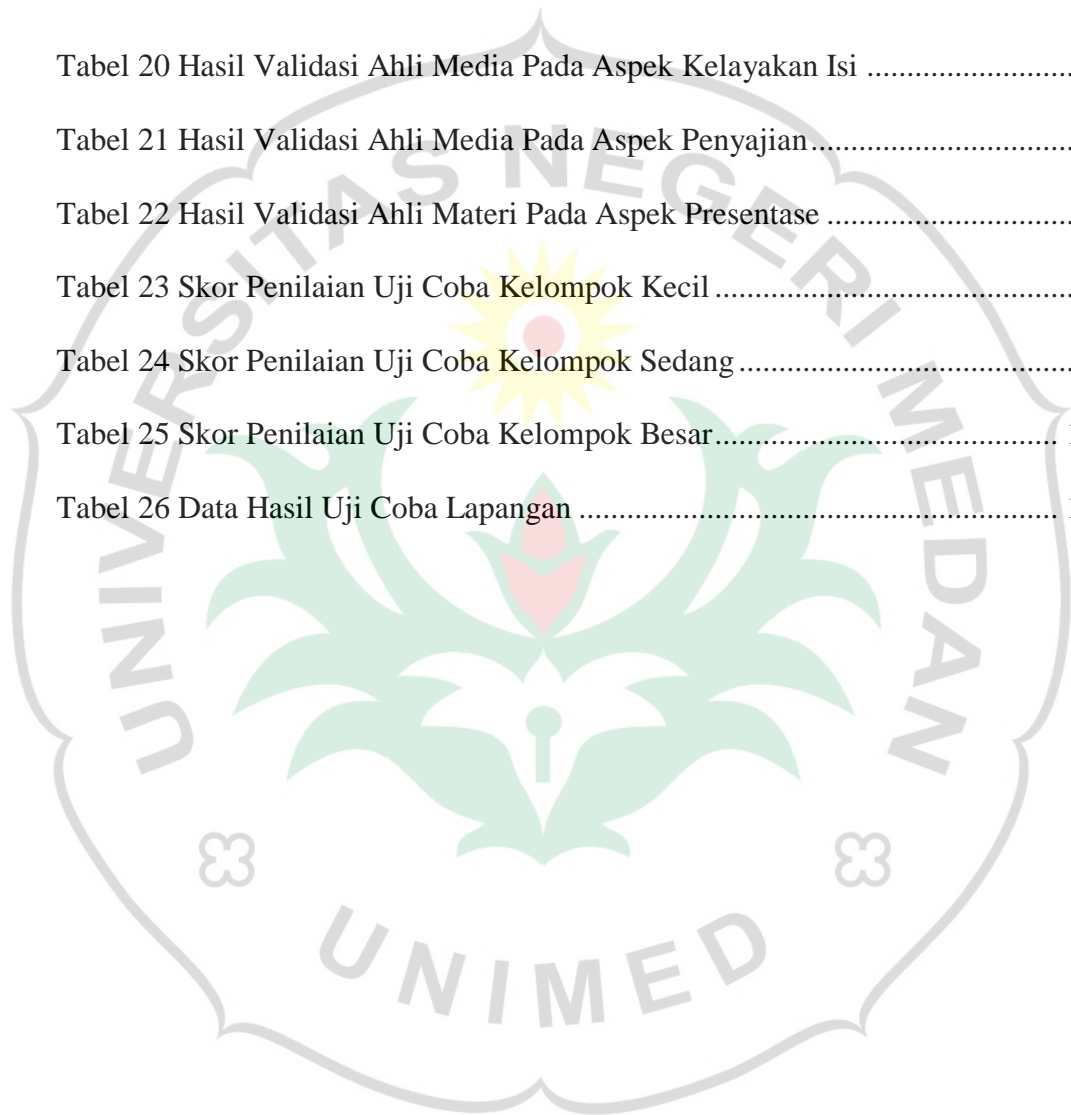 Tabel 20 Hasil Validasi Ahli Media Pada Aspek Kelayakan Isi ..........................
Tabel 21 Hasil Validasi Ahli Media Pada Aspek Penyajian..................................
Tabel 22 Hasil Validasi Ahli Materi Pada Aspek Presentase ................................
Tabel 23 Skor Penilaian Uji Coba Kelompok Kecil ..............................................
Tabel 24 Skor Penilaian Uji Coba Kelompok Sedang ...........................................
Tabel 25 Skor Penilaian Uji Coba Kelompok Besar............................................
Tabel 26 Data Hasil Uji Coba Lapangan .............................................................
UNIVERSITAS NEGERI MEDAN
UNIMED